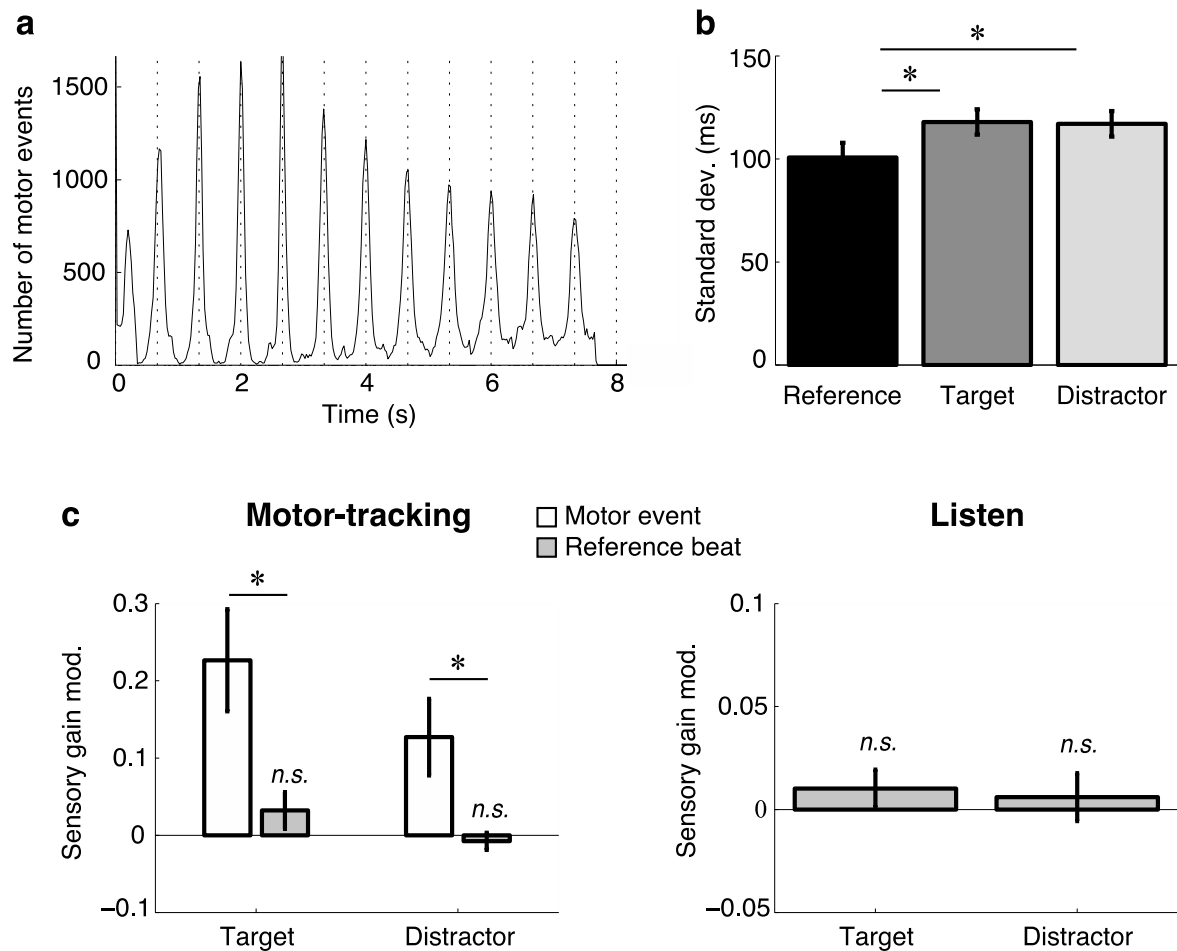 a
Number of motor events
1500
1000
500
0
0 2 4 6 8
Time (s)
b
* *
Standard dev. (ms)
150
100
50
0
Reference Target Distractor
c
Motor-tracking
Motor event
Reference beat
Listen
Sensory gain mod.
0.3
0.2
0.1
0
−0.1
*
n.s.
*
n.s.
Target Distractor
Sensory gain mod.
0.1
0.05
0
−0.05
n.s. n.s.
Target Distractor